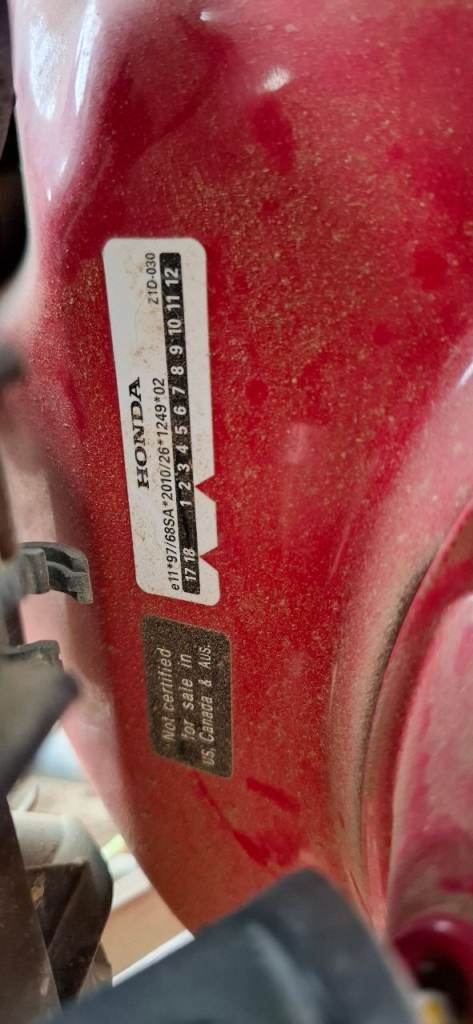 HONDA
Z1D-030
e11*97/68SA*2010/26*1249*02
17 18 1 2 3 4 5 6 7 8 9 10 11 12
Not certified
for sale in
US, Canada & AUS.